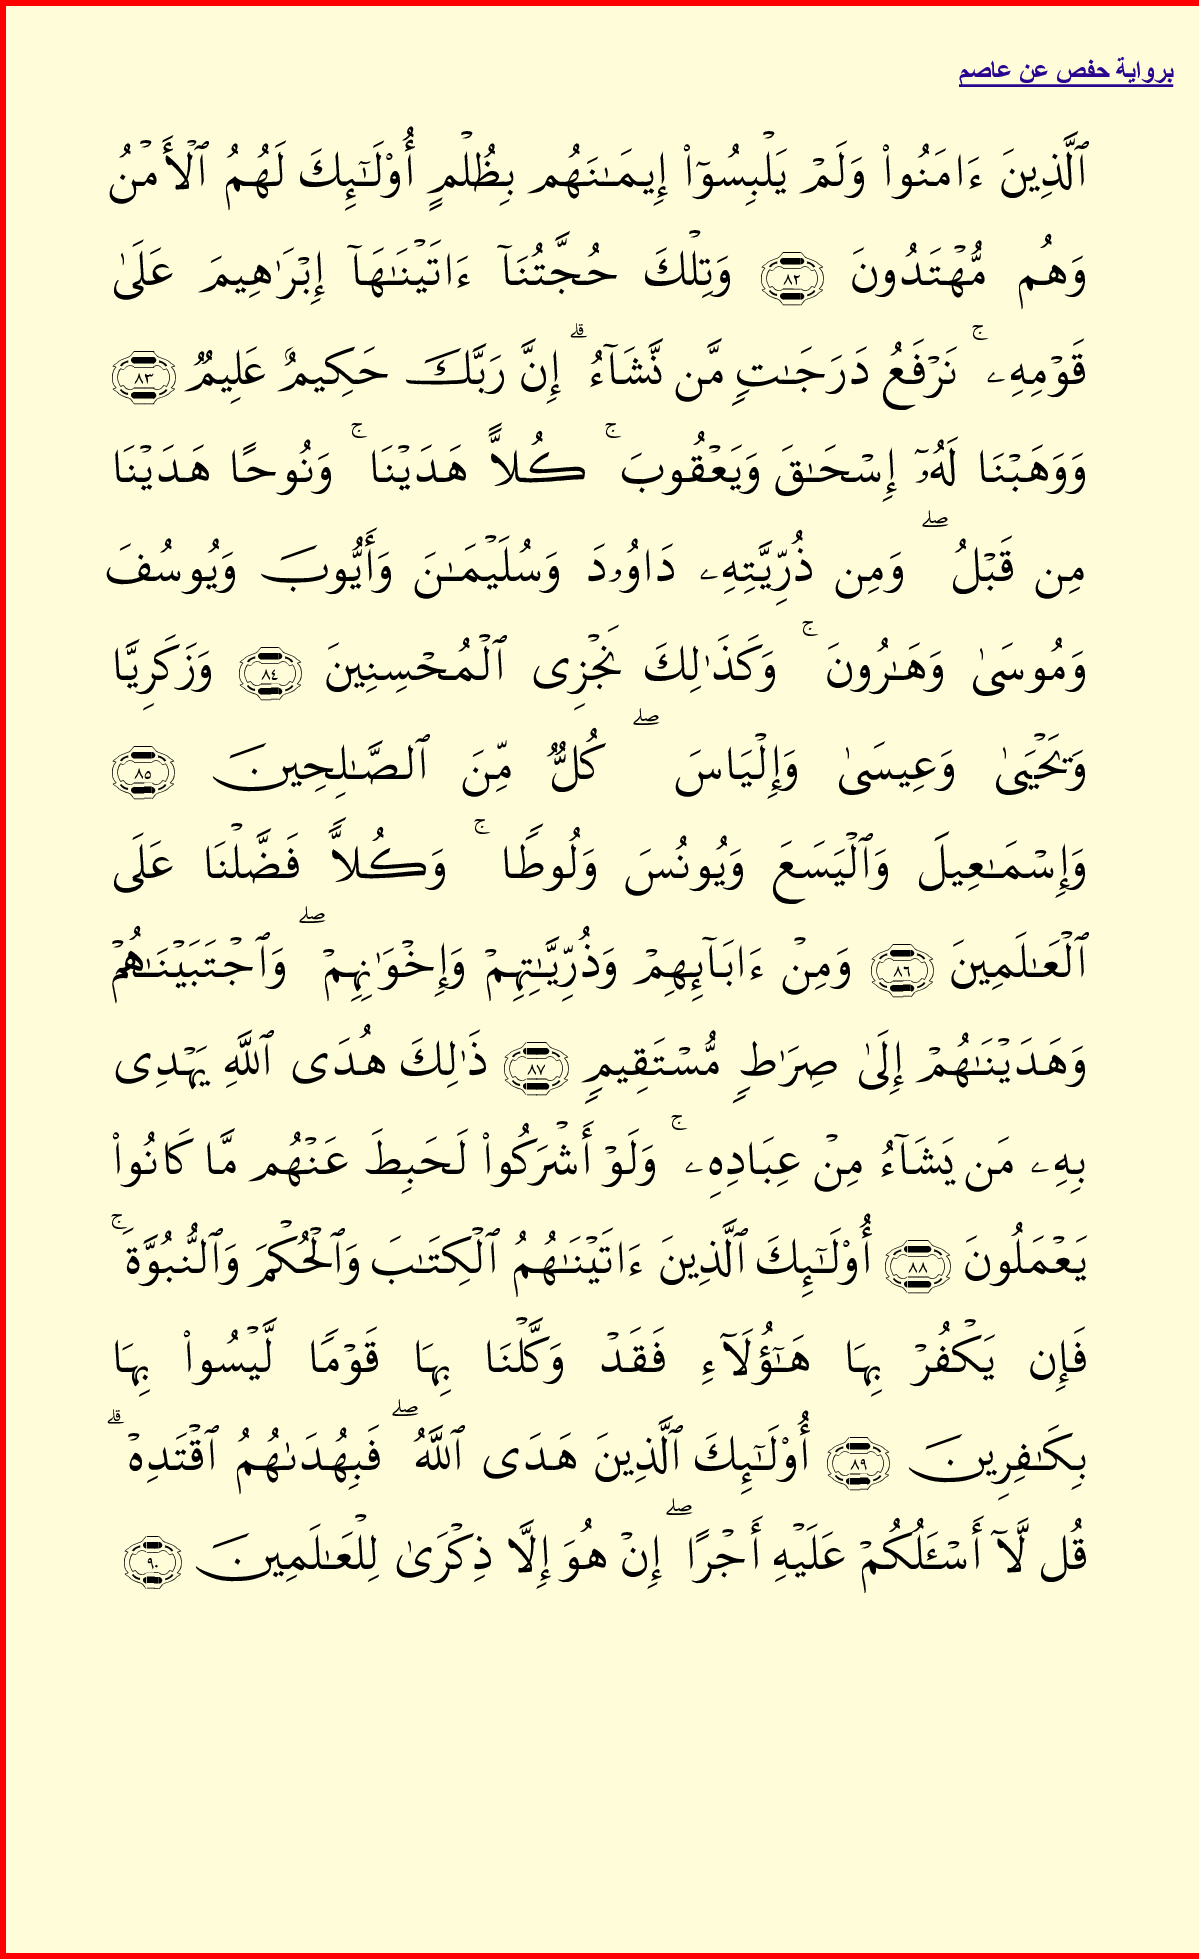 برواية حفص عن عاصم
ٱلَّذِينَ ءَامَنُوا۟ وَلَمْ يَلْبِسُوٓا۟ إِيمَـٰنَهُم بِظُلْمٍ أُو۟لَـٰٓئِكَ لَهُمُ ٱلْأَمْنُ
وَهُم مُّهْتَدُونَ ٨٢ وَتِلْكَ حُجَّتُنَآ ءَاتَيْنَـٰهَآ إِبْرَٰهِيمَ عَلَىٰ
قَوْمِهِۦ ۚ نَرْفَعُ دَرَجَـٰتٍ مَّن نَّشَآءُ ۗ إِنَّ رَبَّكَ حَكِيمٌ عَلِيمٌ ٨٣
وَوَهَبْنَا لَهُۥٓ إِسْحَـٰقَ وَيَعْقُوبَ ۚ كُلًّا هَدَيْنَا ۚ وَنُوحًا هَدَيْنَا
مِن قَبْلُ ۖ وَمِن ذُرِّيَّتِهِۦ دَاوُۥدَ وَسُلَيْمَـٰنَ وَأَيُّوبَ وَيُوسُفَ
وَمُوسَىٰ وَهَـٰرُونَ ۚ وَكَذَٰلِكَ نَجْزِى ٱلْمُحْسِنِينَ ٨٤ وَزَكَرِيَّا
وَيَحْيَىٰ وَعِيسَىٰ وَإِلْيَاسَ ۖ كُلٌّ مِّنَ ٱلصَّـٰلِحِينَ ٨٥
وَإِسْمَـٰعِيلَ وَٱلْيَسَعَ وَيُونُسَ وَلُوطًا ۚ وَكُلًّا فَضَّلْنَا عَلَى
ٱلْعَـٰلَمِينَ ٨٦ وَمِنْ ءَابَآئِهِمْ وَذُرِّيَّـٰتِهِمْ وَإِخْوَٰنِهِمْ ۖ وَٱجْتَبَيْنَـٰهُمْ
وَهَدَيْنَـٰهُمْ إِلَىٰ صِرَٰطٍ مُّسْتَقِيمٍ ٨٧ ذَٰلِكَ هُدَى ٱللَّهِ يَهْدِى
بِهِۦ مَن يَشَآءُ مِنْ عِبَادِهِۦ ۚ وَلَوْ أَشْرَكُوا۟ لَحَبِطَ عَنْهُم مَّا كَانُوا۟
يَعْمَلُونَ ٨٨ أُو۟لَـٰٓئِكَ ٱلَّذِينَ ءَاتَيْنَـٰهُمُ ٱلْكِتَـٰبَ وَٱلْحُكْمَ وَٱلنُّبُوَّةَ ۚ
فَإِن يَكْفُرْ بِهَا هَـٰٓؤُلَآءِ فَقَدْ وَكَّلْنَا بِهَا قَوْمًا لَّيْسُوا۟ بِهَا
بِكَـٰفِرِينَ ٨٩ أُو۟لَـٰٓئِكَ ٱلَّذِينَ هَدَى ٱللَّهُ ۖ فَبِهُدَىٰهُمُ ٱقْتَدِهْ ۗ
قُل لَّآ أَسْـَٔلُكُمْ عَلَيْهِ أَجْرًا ۖ إِنْ هُوَ إِلَّا ذِكْرَىٰ لِلْعَـٰلَمِينَ ٩٠